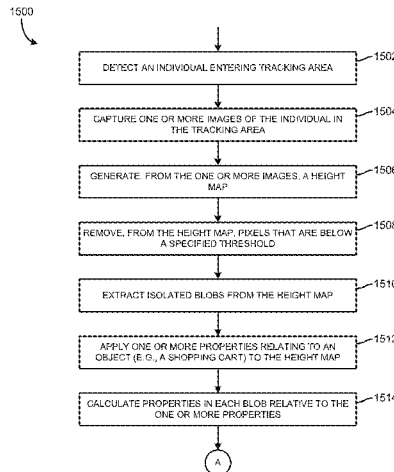 1500
DETECT AN INDIVIDUAL ENTERING TRACKING AREA
1502
CAPTURE ONE OR MORE IMAGES OF THE INDIVIDUAL IN
THE TRACKING AREA
1504
GENERATE, FROM THE ONE OR MORE IMAGES, A HEIGHT
MAP
1506
REMOVE, FROM THE HEIGHT MAP, PIXELS THAT ARE BELOW
A SPECIFIED THRESHOLD
1508
EXTRACT ISOLATED BLOBS FROM THE HEIGHT MAP
1510
APPLY ONE OR MORE PROPERTIES RELATING TO AN
OBJECT (E.G., A SHOPPING CART) TO THE HEIGHT MAP
1512
CALCULATE PROPERTIES IN EACH BLOB RELATIVE TO THE
ONE OR MORE PROPERTIES
1514
A